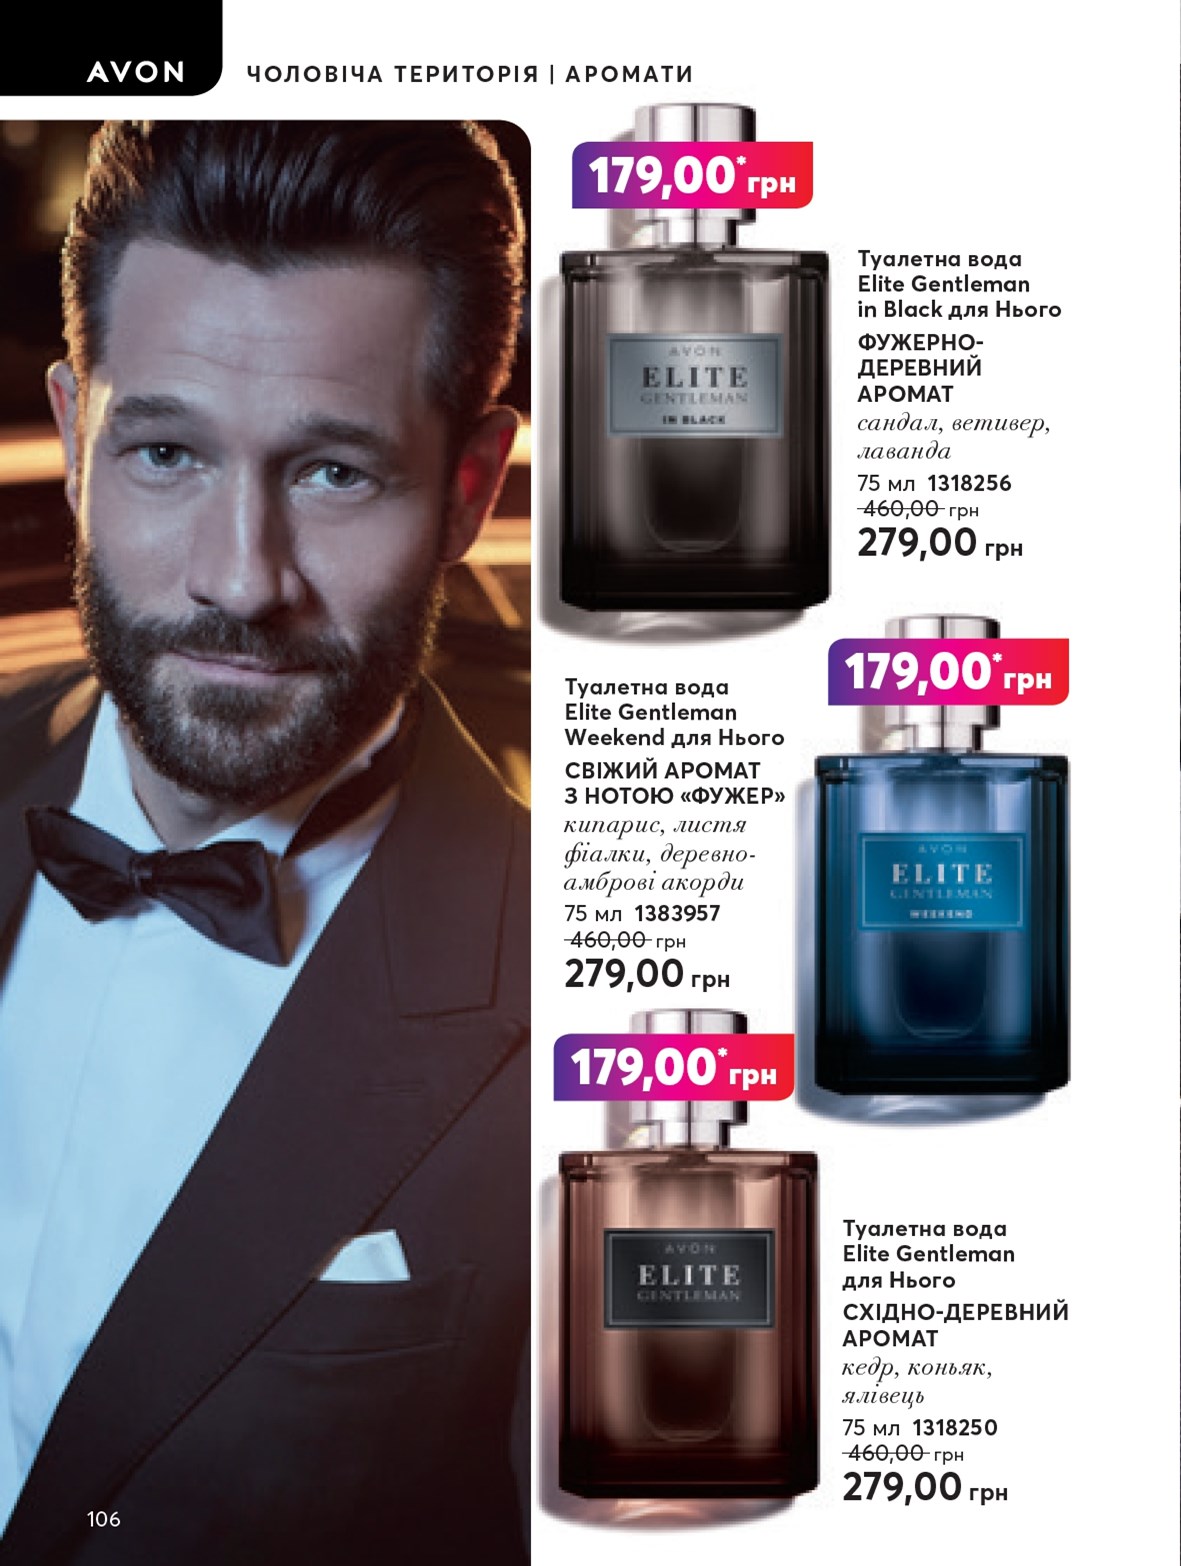 AVON
ЧОЛОВІЧА ТЕРИТОРІЯ | АРОМАТИ
179,00* грн
AVON
ELITE
GENTLEMAN
IN BLACK
Туалетна вода
Elite Gentleman
in Black для Нього
ФУЖЕРНО-
ДЕРЕВНИЙ
АРОМАТ
сандал, ветивер,
лаванда
75 мл 1318256
460,00 грн
279,00 грн
179,00* грн
AVON
ELITE
GENTLEMAN
WEEKEND
Туалетна вода
Elite Gentleman
Weekend для Нього
СВІЖИЙ АРОМАТ
З НОТОЮ «ФУЖЕР»
кипарис, листя
фіалки, деревно-
амброві акорди
75 мл 1383957
460,00 грн
279,00 грн
179,00* грн
AVON
ELITE
GENTLEMAN
Туалетна вода
Elite Gentleman
для Нього
СХІДНО-ДЕРЕВНИЙ
АРОМАТ
кедр, коньяк,
ялівець
75 мл 1318250
460,00 грн
279,00 грн
106